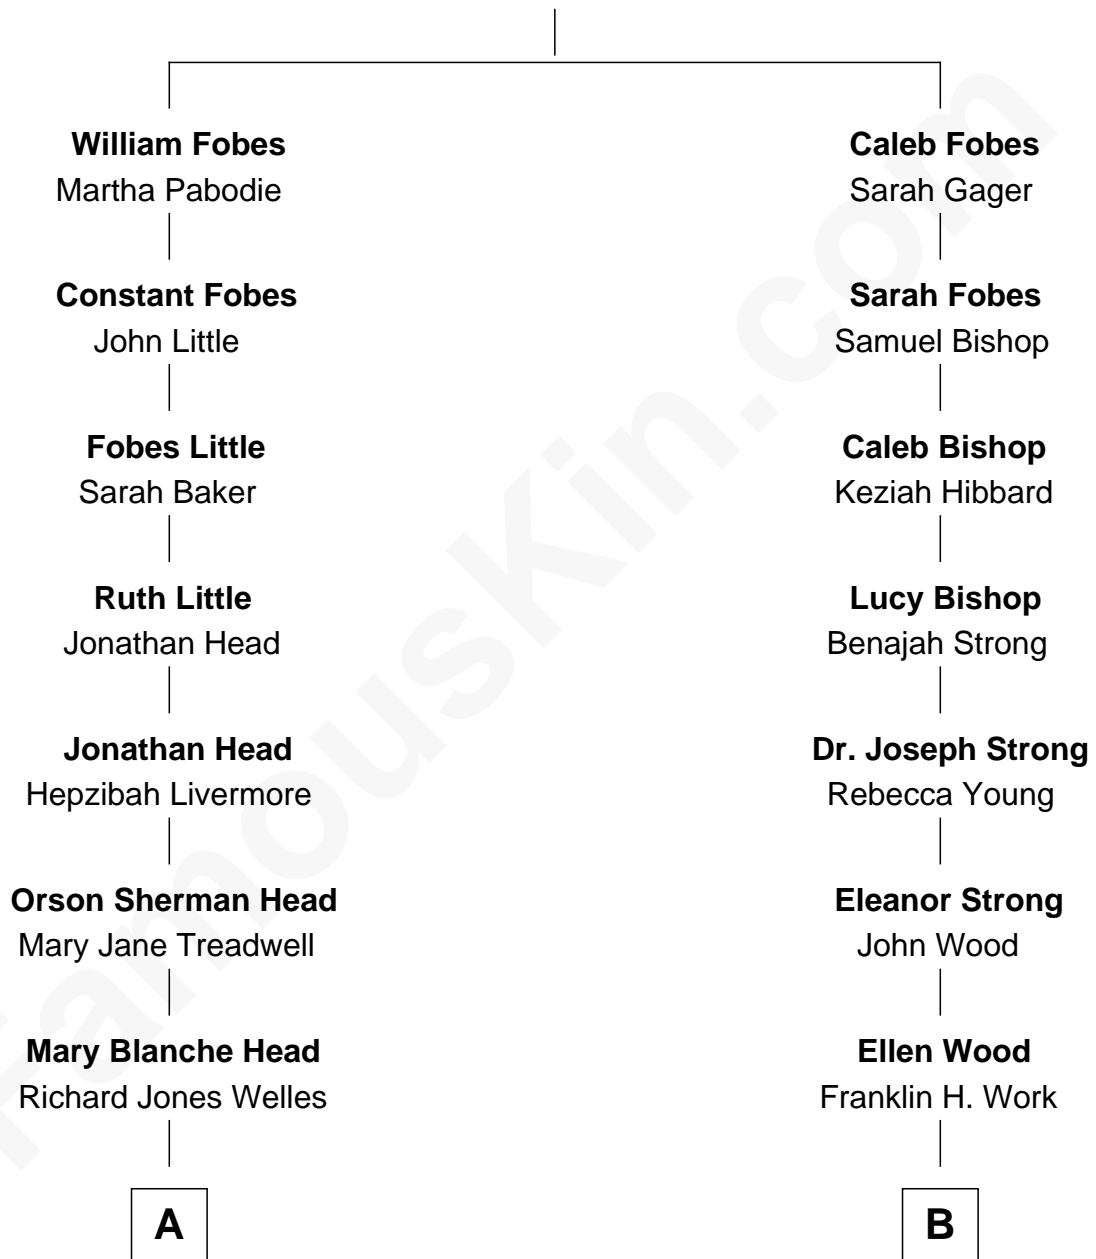 William Fobes
Martha Pabodie
Constant Fobes
John Little
Fobes Little
Sarah Baker
Ruth Little
Jonathan Head
Jonathan Head
Hepzibah Livermore
Orson Sherman Head
Mary Jane Treadwell
Mary Blanche Head
Richard Jones Welles
A
Caleb Fobes
Sarah Gager
Sarah Fobes
Samuel Bishop
Caleb Bishop
Keziah Hibbard
Lucy Bishop
Benajah Strong
Dr. Joseph Strong
Rebecca Young
Eleanor Strong
John Wood
Ellen Wood
Franklin H. Work
B
FamousKin.com